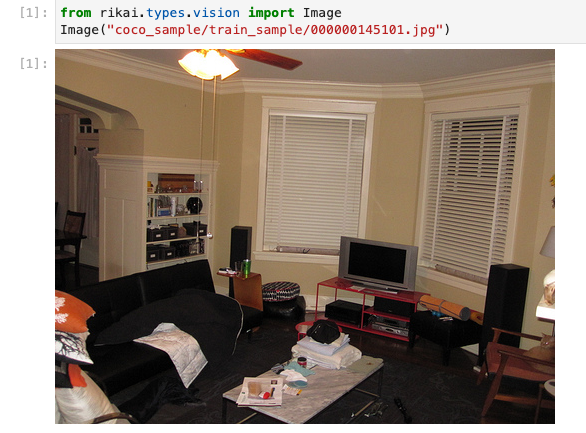 [1]: from rikai.types.vision import Image
Image("coco_sample/train_sample/000000145101.jpg")
[1]: